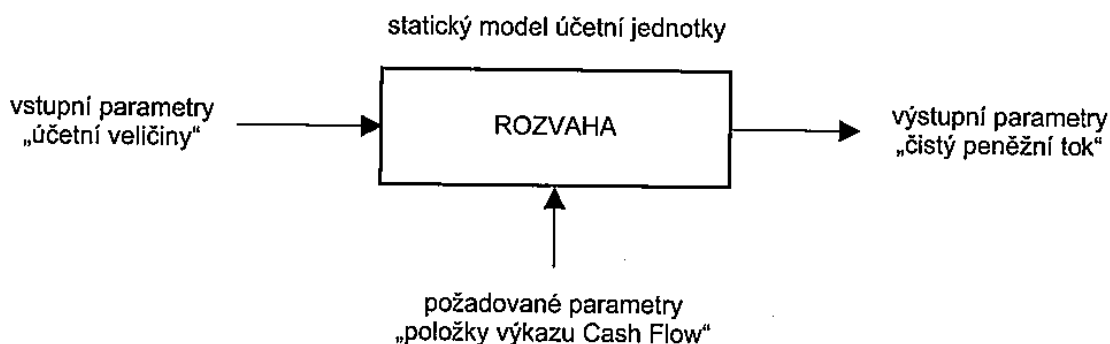 statický model účetní jednotky
vstupní parametry
„účetní veličiny“
ROZVAHA
výstupní parametry
„čistý peněžní tok“
požadované parametry
„položky výkazu Cash Flow“